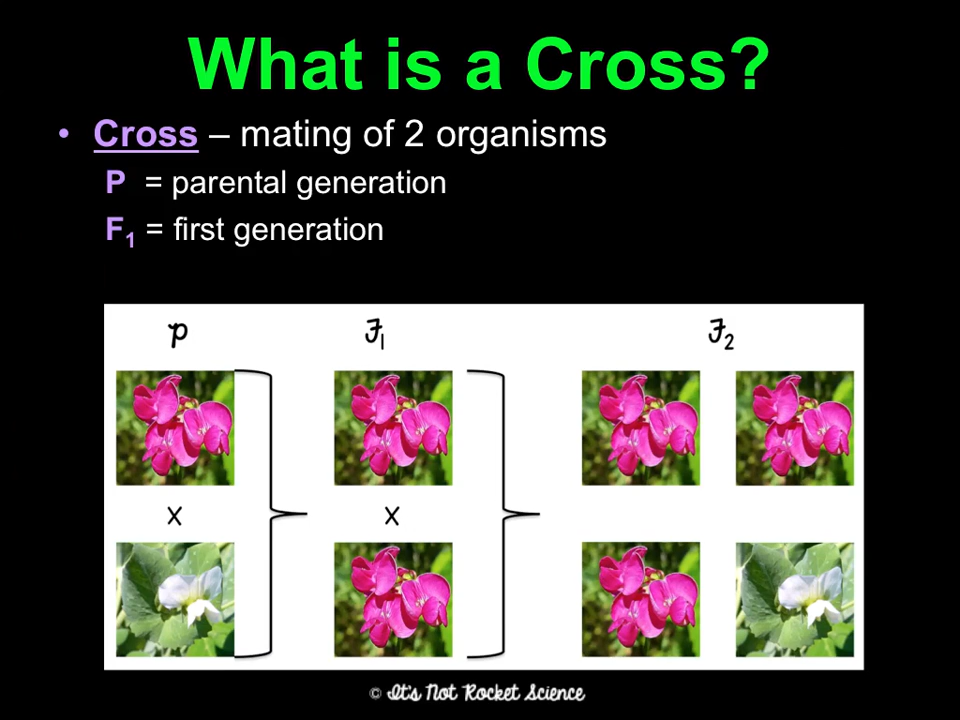 What is a Cross?
• Cross – mating of 2 organisms
P = parental generation
F₁ = first generation
P F₁ F₂
x x
© It's Not Rocket Science